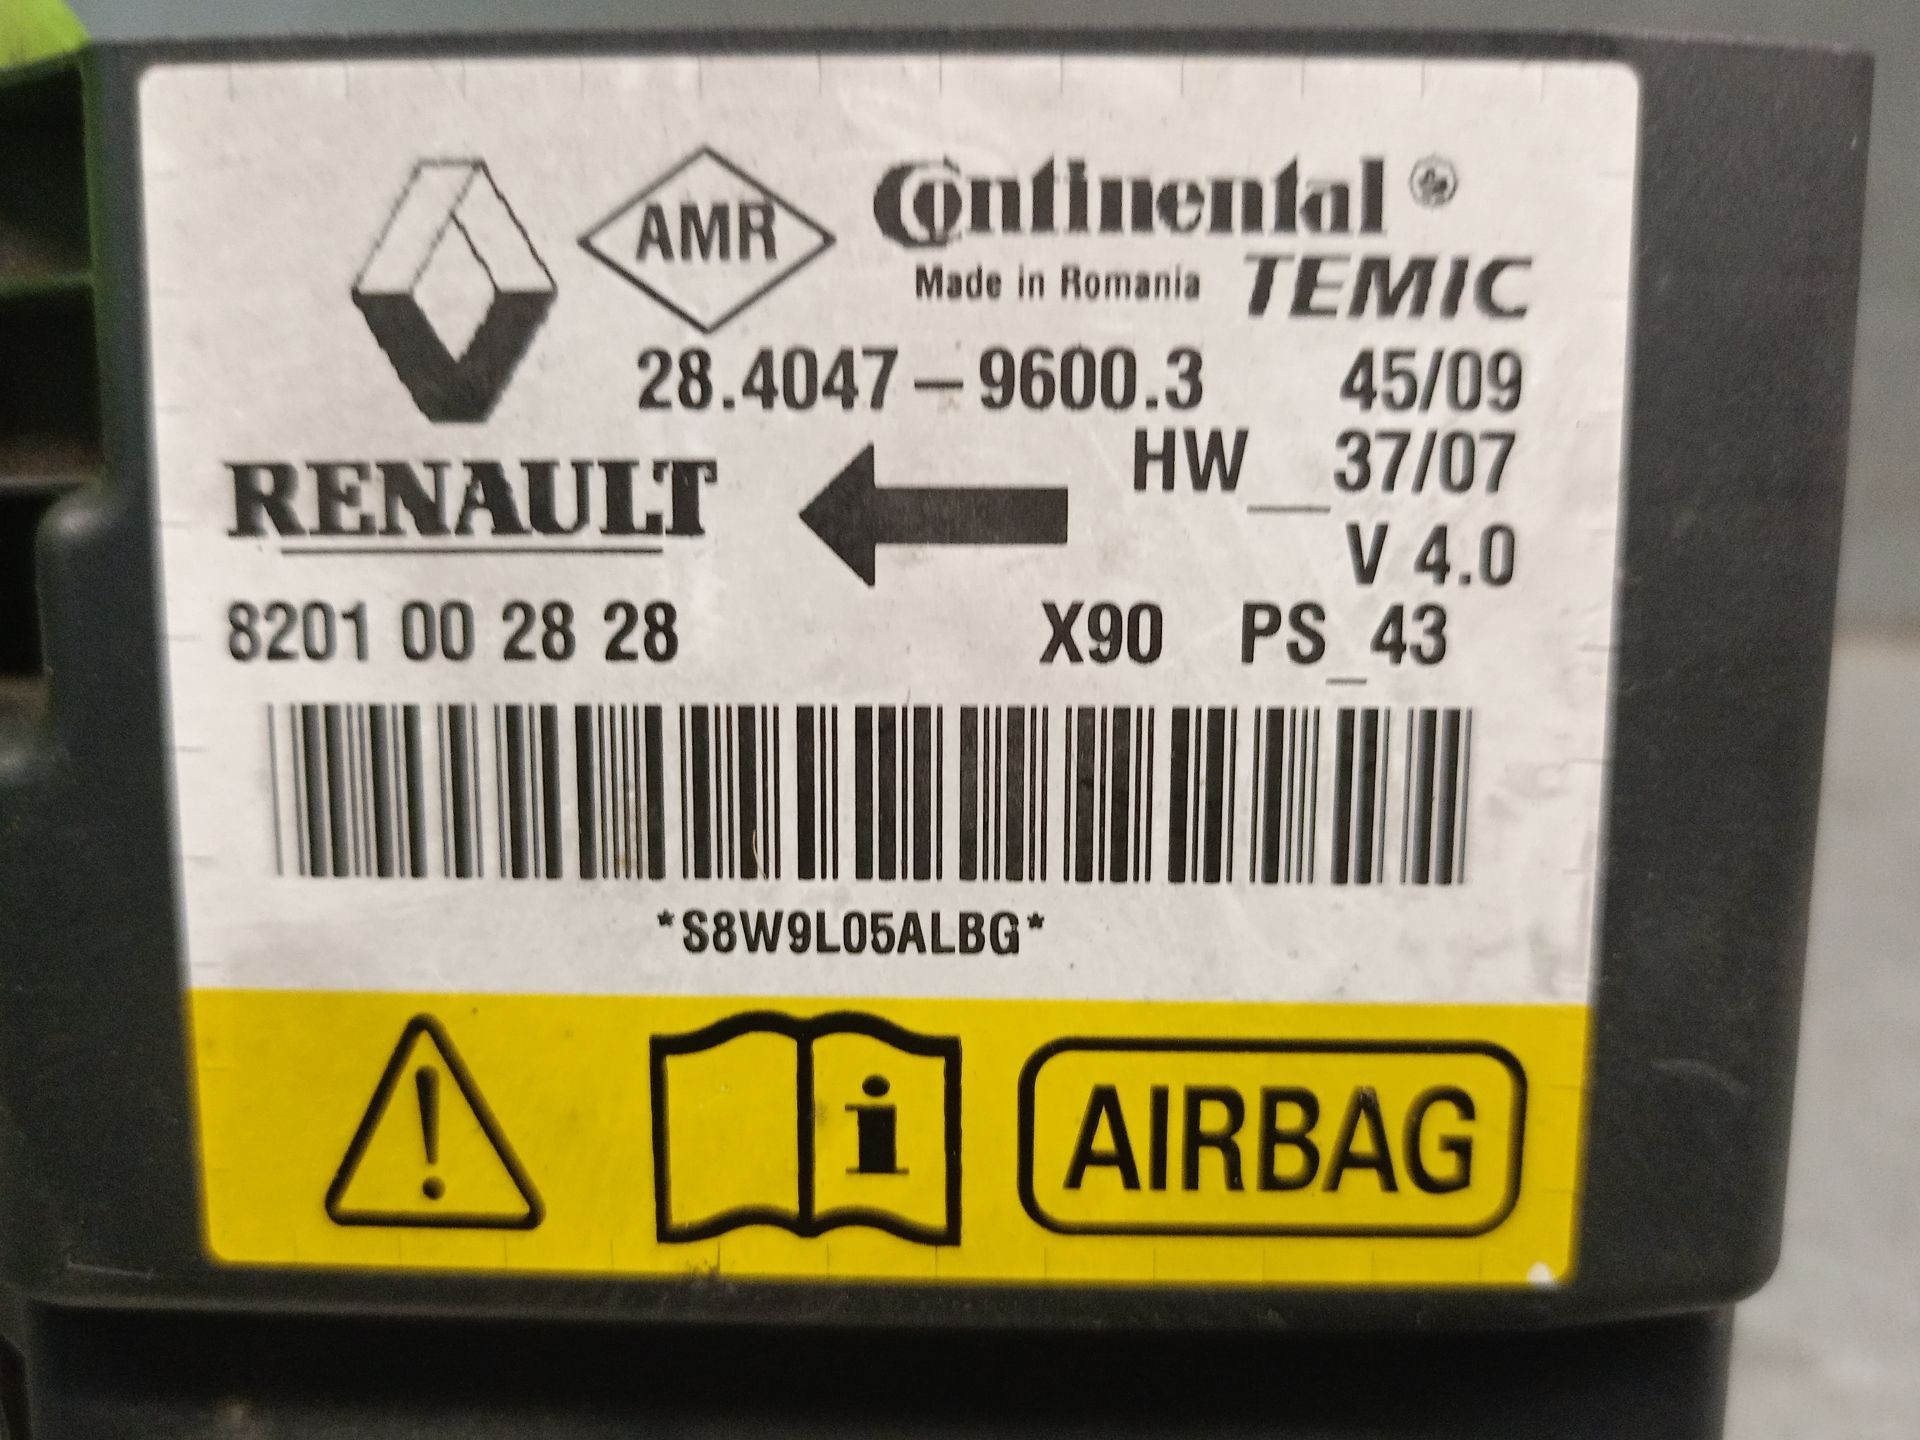 AMR
Continental
Made in Romania TEMIC
28.4047-9600.3 45/09
RENAULT
HW_37/07
V 4.0
8201 00 28 28 X90 PS_43
*S8W9L05ALBG*
i AIRBAG